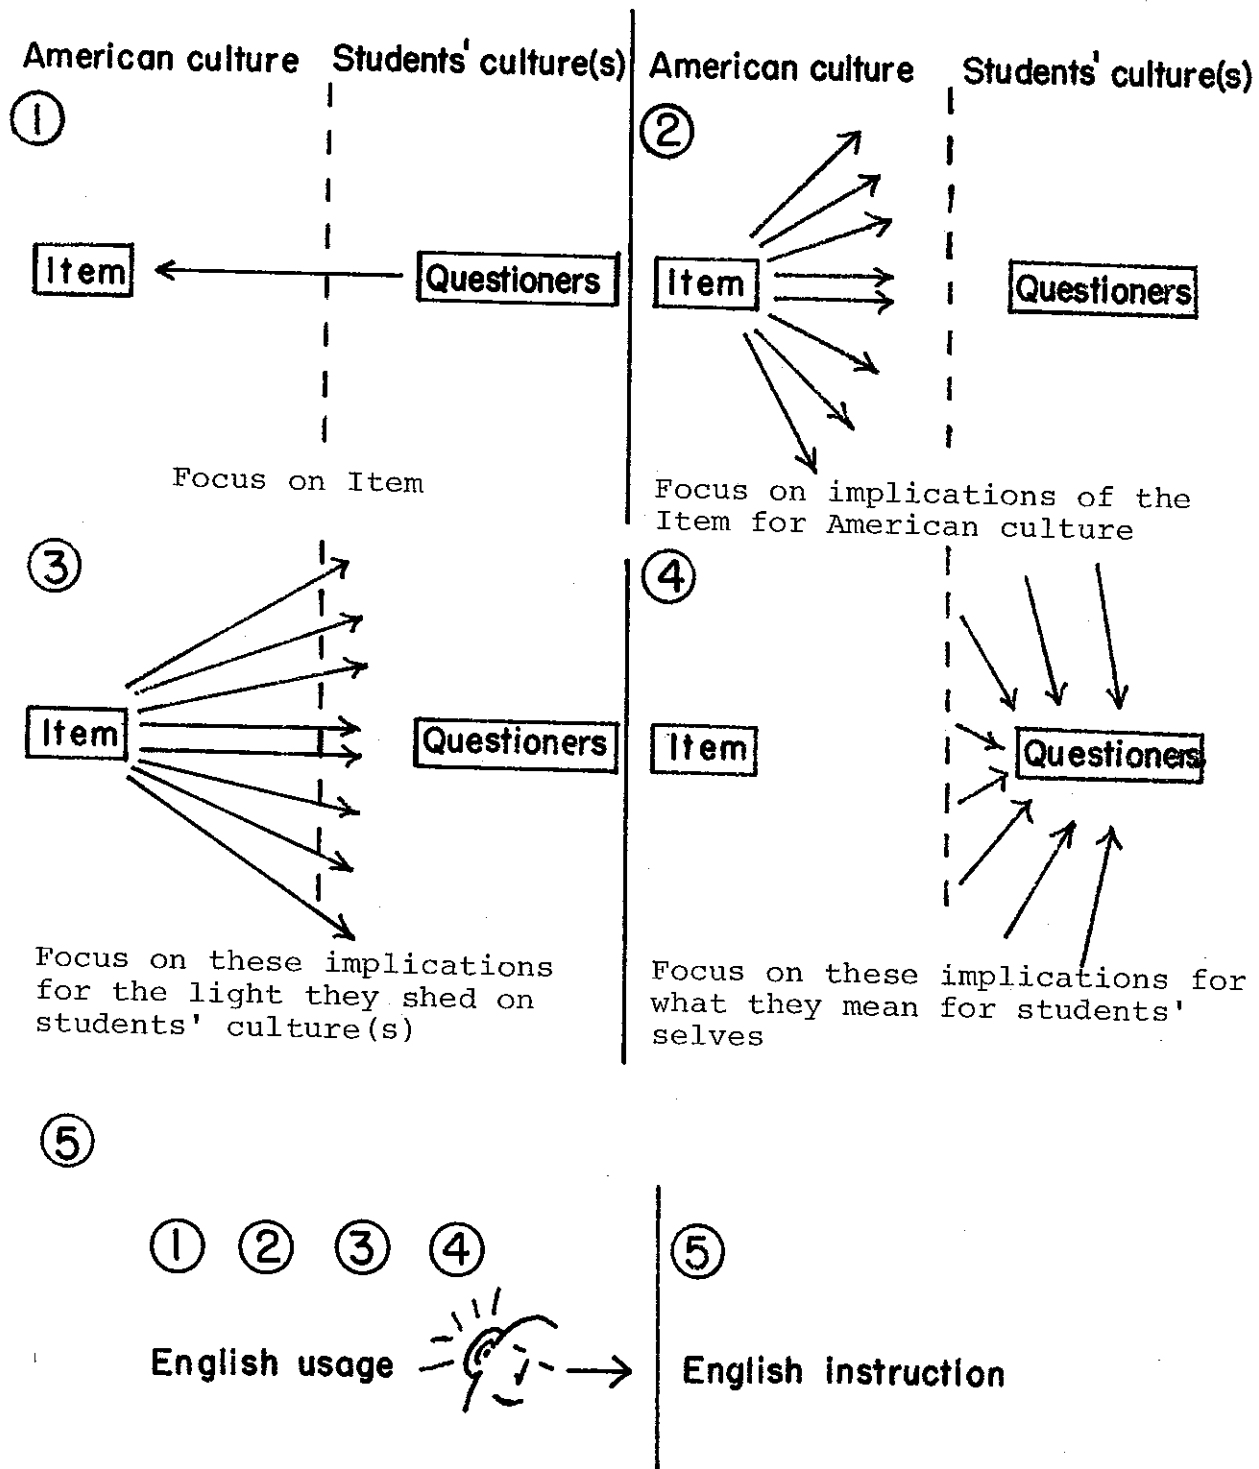 American culture
Students' culture(s)
American culture
Students' culture(s)
①
Item
Questioners
Focus on Item
②
Item
Questioners
Focus on implications of the
Item for American culture
③
Item
Questioners
Focus on these implications
for the light they shed on
students' culture(s)
④
Item
Questioners
Focus on these implications for
what they mean for students'
selves
⑤
① ② ③ ④
English usage
⑤
English instruction